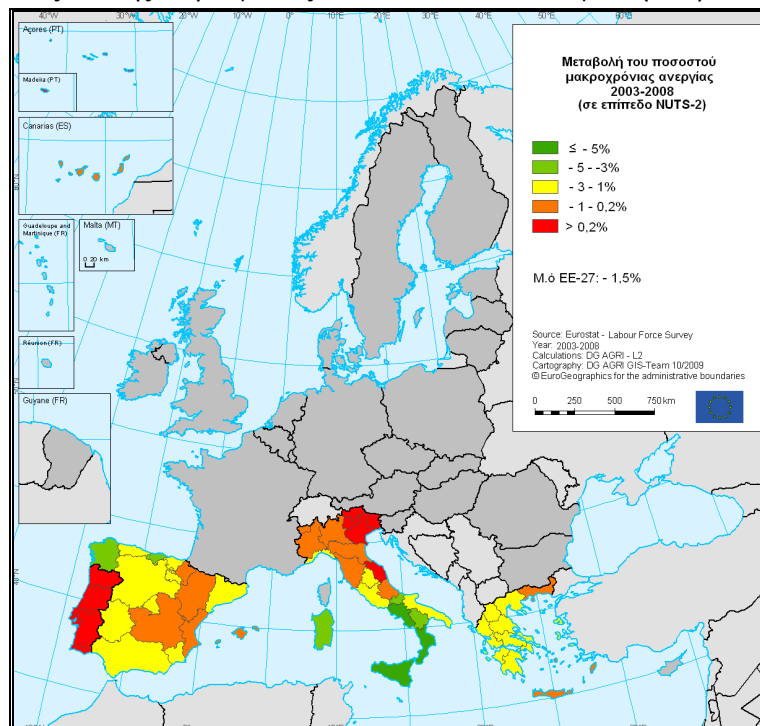 40°W
30°W
20°W
10°W
0°
10°E
20°E
30°E
40°E
50°E
60°E
Açores (PT)
Madeira (PT)
Canarias (ES)
Guadeloupe and
Martinique (FR)
Malta (MT)
0 20 km
Réunion (FR)
Guyane (FR)
Μεταβολή του ποσοστού
μακροχρόνιας ανεργίας
2003-2008
(σε επίπεδο NUTS-2)
≤ - 5%
- 5 - -3%
- 3 - 1%
- 1 - 0,2%
> 0,2%
Μ.ό ΕΕ-27: - 1,5%
Source: Eurostat - Labour Force Survey
Year: 2003-2008
Calculations: DG AGRI - L2
Cartography: DG AGRI GIS-Team 10/2009
© EuroGeographics for the administrative boundaries
0 250 500 750 km
0°
10°E